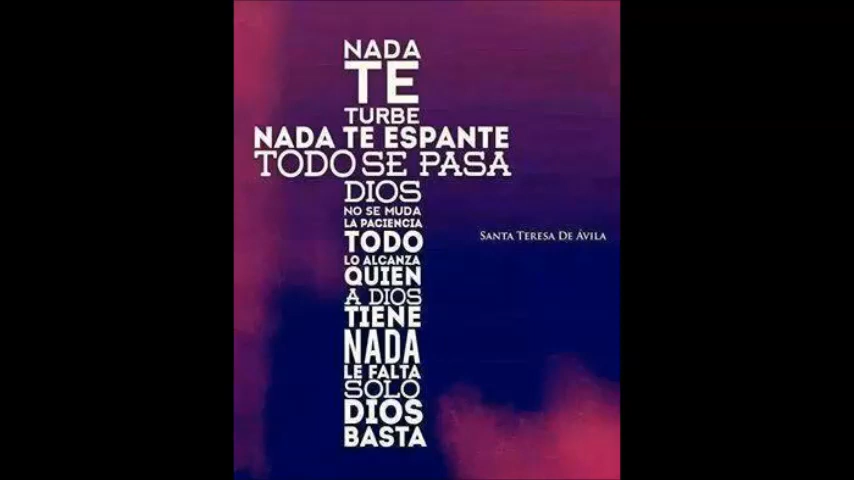 NADA
TE
TURBE
NADA TE ESPANTE
TODO SE PASA
DIOS
NO SE MUDA
LA PACIENCIA
TODO
LO ALCANZA
QUIEN
A DIOS
TIENE
NADA
LE FALTA
SOLO
DIOS
BASTA
SANTA TERESA DE ÁVILA